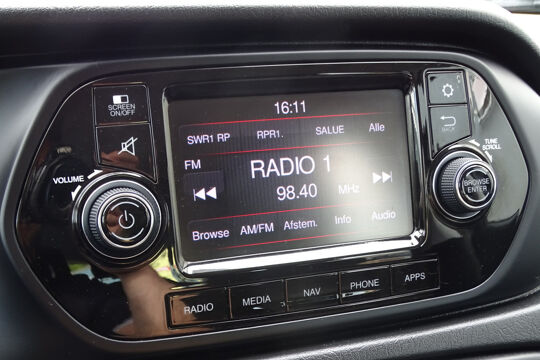 16:11
SCREEN
ON/OFF
SWR1 RP RPR1. SALUE Alle
FM
RADIO 1
98.40 MHz
Browse AM/FM Afstem. Info Audio
VOLUME
BACK
TUNE
SCROLL
BROWSE
ENTER
RADIO MEDIA NAV PHONE APPS